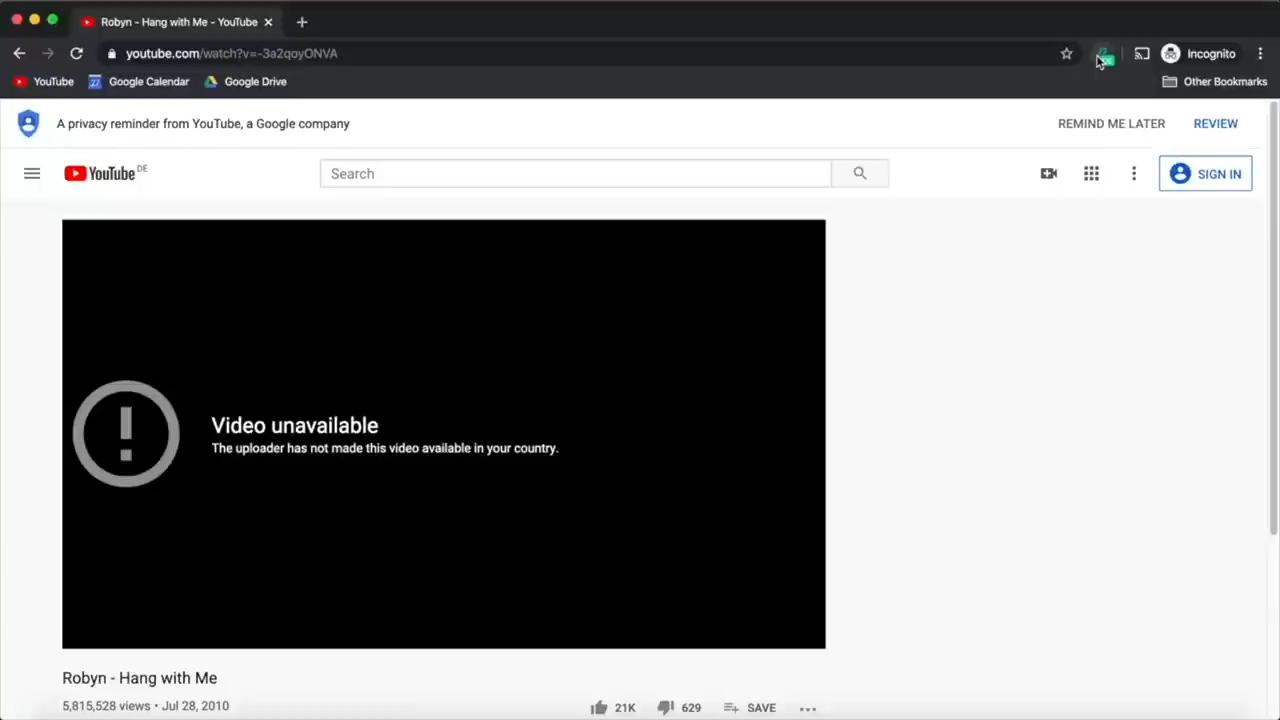 Robyn - Hang with Me - YouTube
youtube.com/watch?v=-3a2qoyONVA
Incognito
YouTube
Google Calendar
Google Drive
Other Bookmarks
A privacy reminder from YouTube, a Google company
REMIND ME LATER
REVIEW
YouTube DE
Search
SIGN IN
Video unavailable
The uploader has not made this video available in your country.
Robyn - Hang with Me
5,815,528 views • Jul 28, 2010
21K
629
SAVE